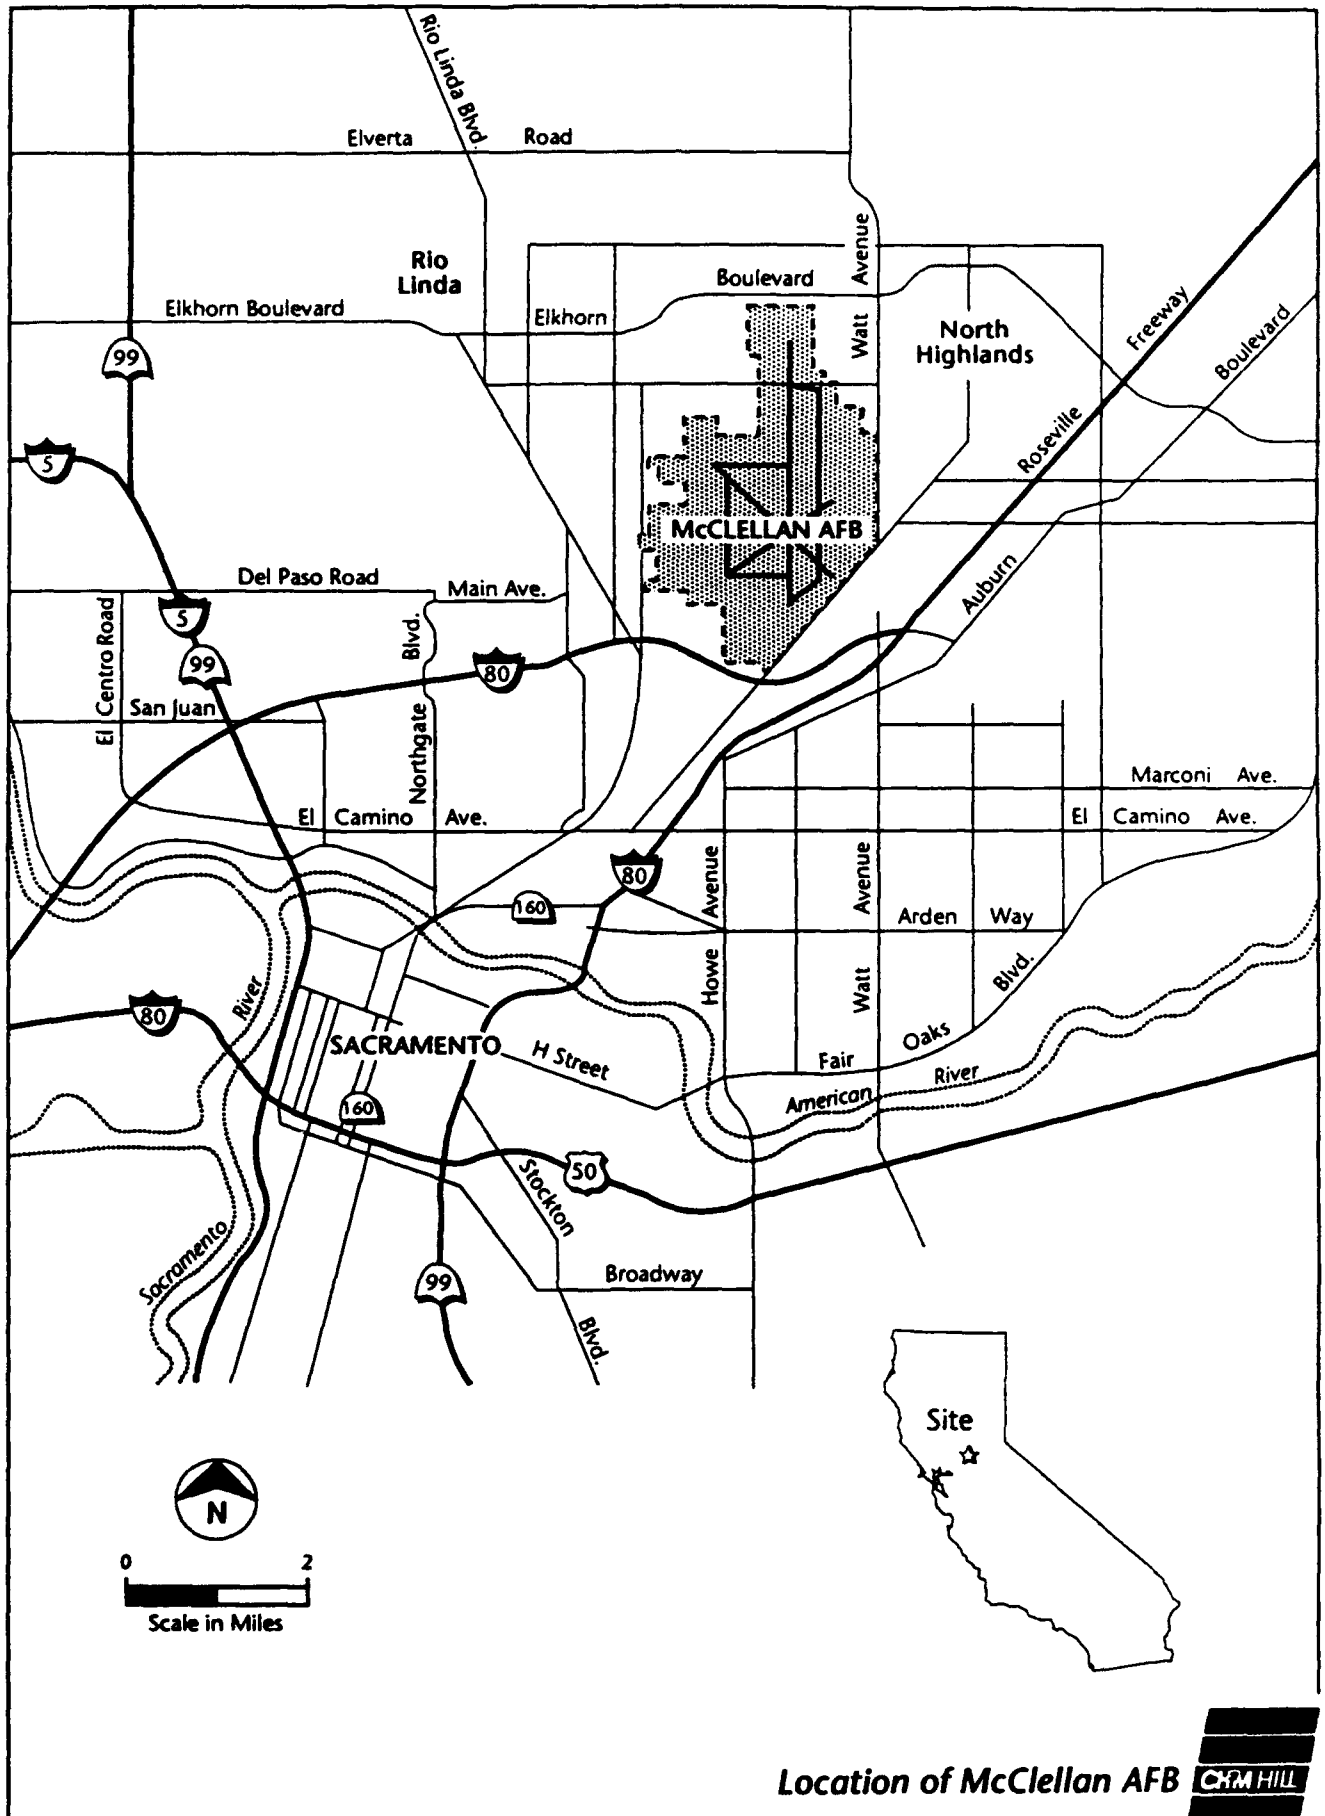 Rio Linda Blvd.
Elverta Road
Rio
Linda
Watt Avenue
Boulevard
Elkhorn Boulevard
Elkhorn
North
Highlands
Freeway
Boulevard
99
Roseville
5
McCLELLAN AFB
Auburn
Del Paso Road
Main Ave.
5
El Centro Road
Blvd.
99
80
San Juan
Northgate
Marconi Ave.
El Camino Ave.
El Camino Ave.
80
160
Howe Avenue
Watt Avenue
Arden Way
River
80
Blvd.
Oaks
SACRAMENTO
H Street
Fair
River
American
160
50
Stockton
Sacramento
99
Broadway
Blvd.
Site
N
0 2
Scale in Miles
Location of McClellan AFB
CH2M HILL